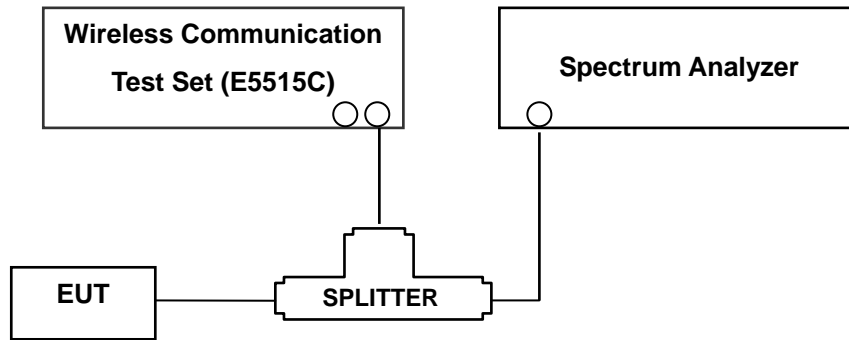 Wireless Communication
Test Set (E5515C)
Spectrum Analyzer
EUT
SPLITTER